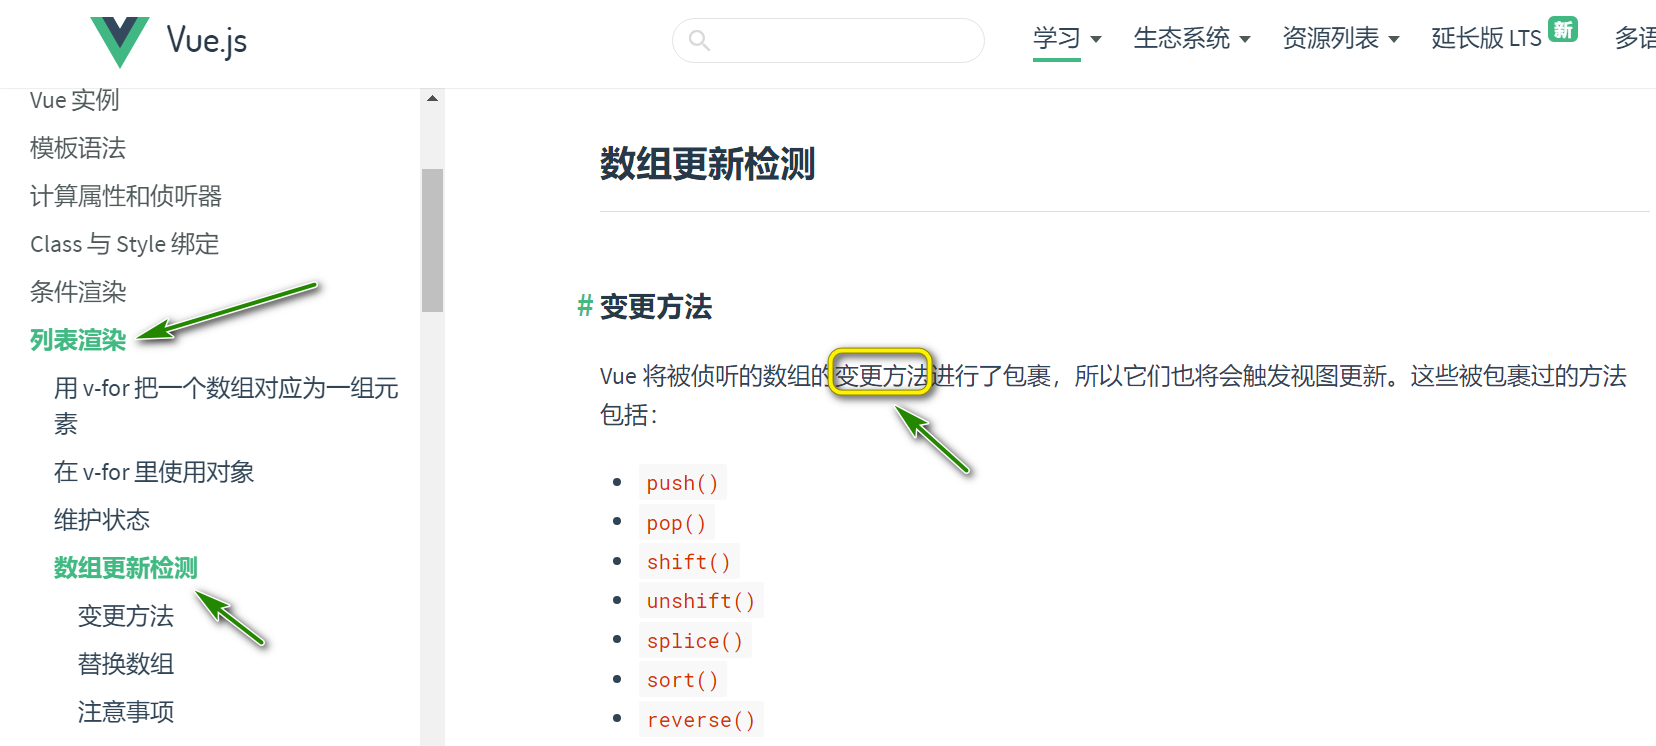 Vue.js
学习
生态系统
资源列表
延长版 LTS 新
多语
Vue 实例
模板语法
计算属性和侦听器
Class 与 Style 绑定
条件渲染
列表渲染
用 v-for 把一个数组对应为一组元
素
在 v-for 里使用对象
维护状态
数组更新检测
变更方法
替换数组
注意事项
数组更新检测
# 变更方法
Vue 将被侦听的数组的变更方法进行了包裹，所以它们也将会触发视图更新。这些被包裹过的方法
包括：
push()
pop()
shift()
unshift()
splice()
sort()
reverse()